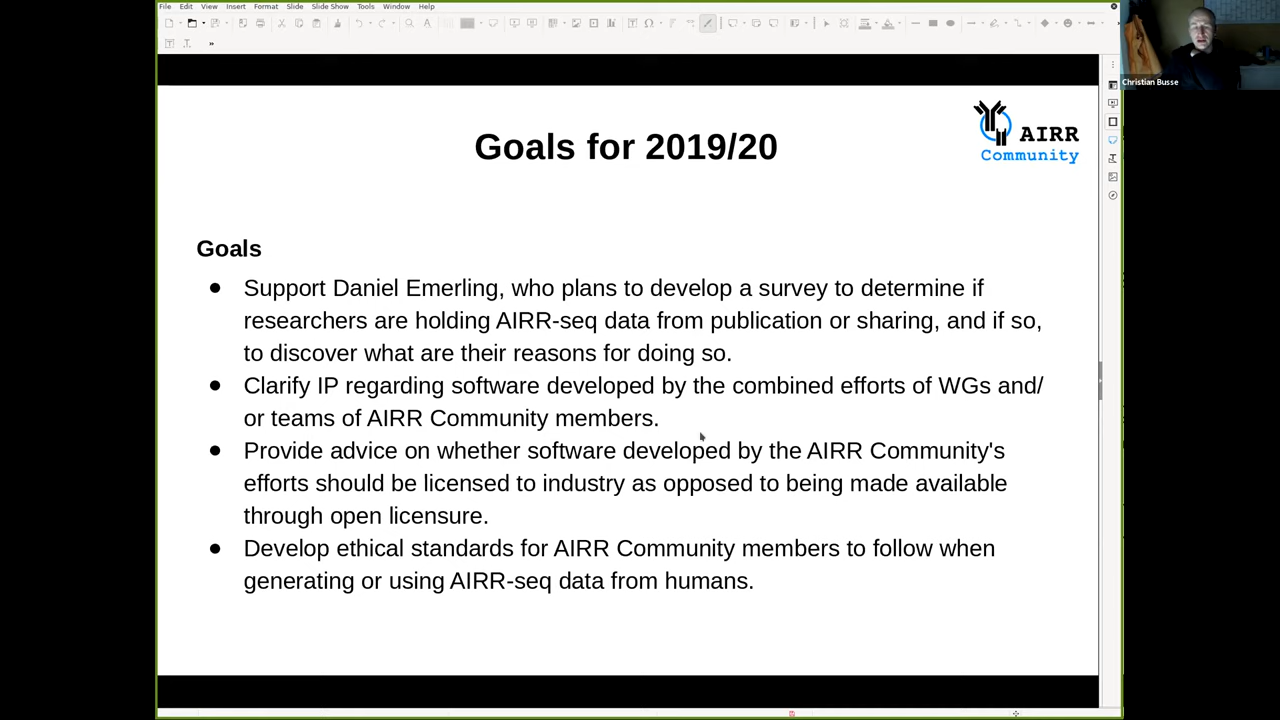 File Edit View Insert Format Slide Slide Show Tools Window Help
Christian Busse
AIRR
Community
Goals for 2019/20
Goals
● Support Daniel Emerling, who plans to develop a survey to determine if
researchers are holding AIRR-seq data from publication or sharing, and if so,
to discover what are their reasons for doing so.
● Clarify IP regarding software developed by the combined efforts of WGs and/
or teams of AIRR Community members.
● Provide advice on whether software developed by the AIRR Community's
efforts should be licensed to industry as opposed to being made available
through open licensure.
● Develop ethical standards for AIRR Community members to follow when
generating or using AIRR-seq data from humans.